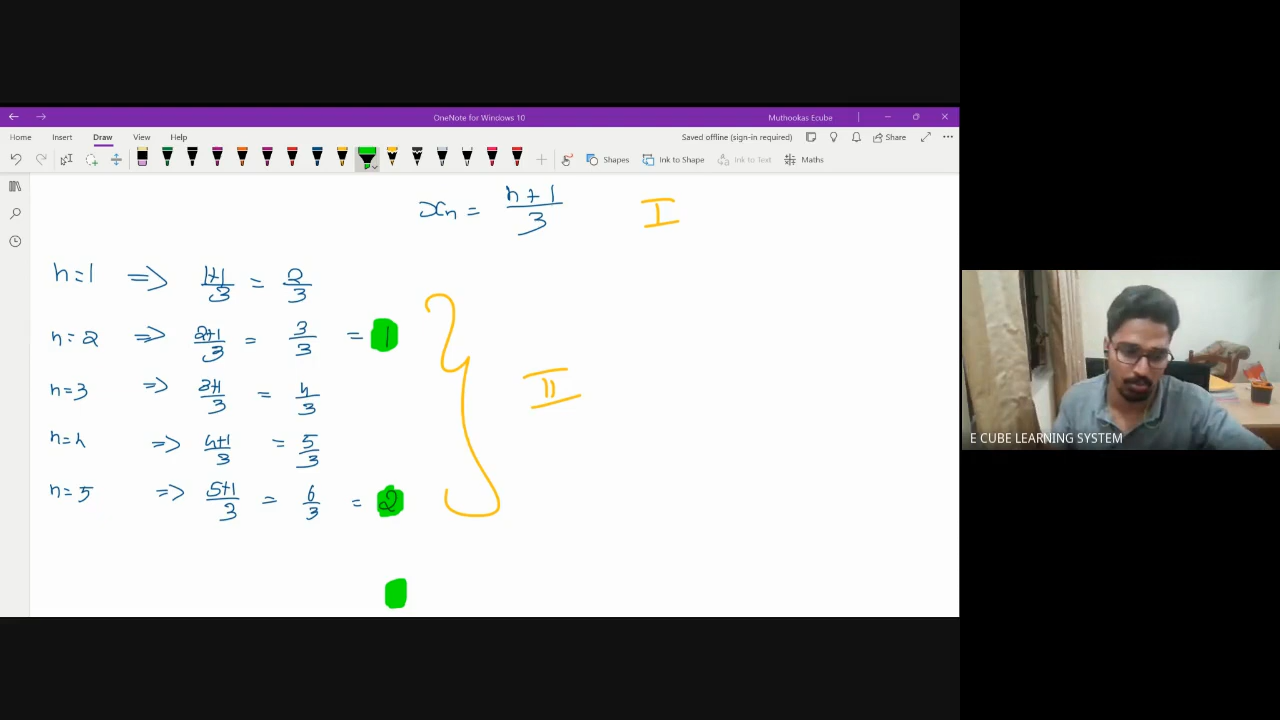 OneNote for Windows 10
Muthookas Ecube
Home Insert Draw View Help
Saved offline (sign-in required) Share
Shapes Ink to Shape Ink to Text Maths
xn = n+1/3 I
n=1 => 1+1/3 = 2/3
n=2 => 2+1/3 = 3/3 = 1
n=3 => 3+1/3 = 4/3
II
n=4 => 4+1/3 = 5/3
n=5 => 5+1/3 = 6/3 = 2
E CUBE LEARNING SYSTEM